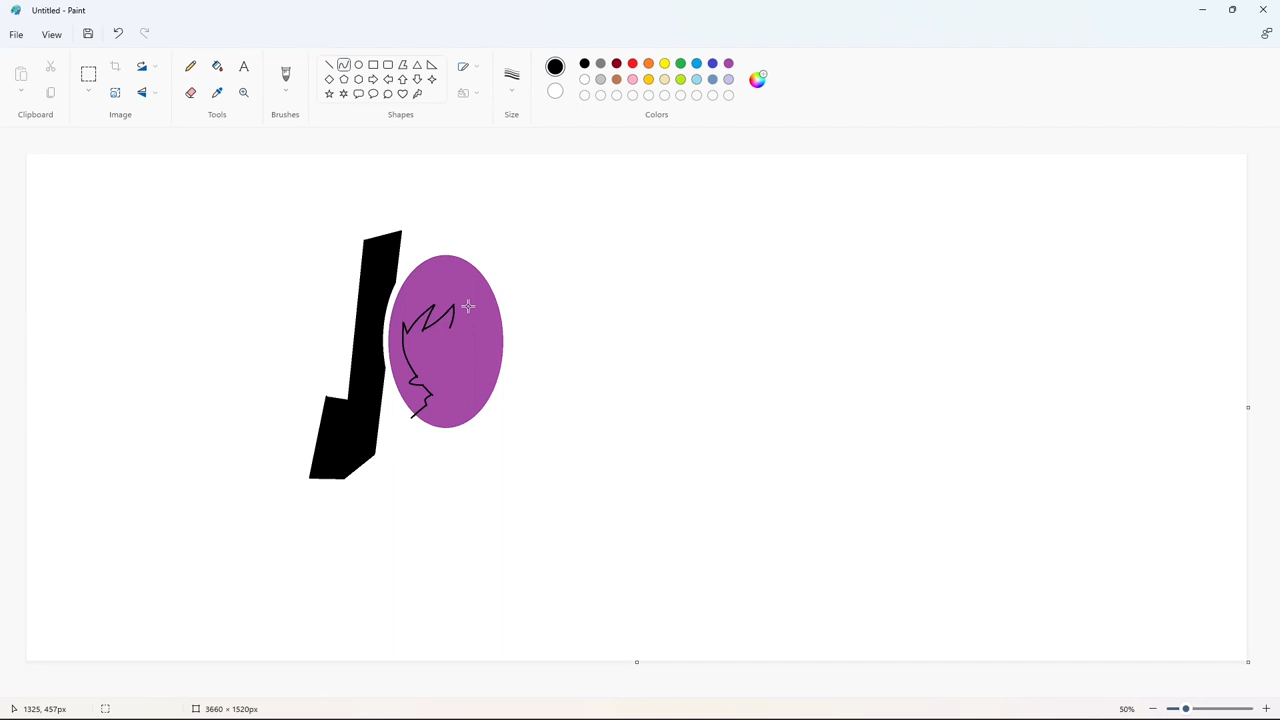 Untitled - Paint
File
View
Clipboard
Image
Tools
Brushes
Shapes
Size
Colors
1325, 457px
3660 × 1520px
50%